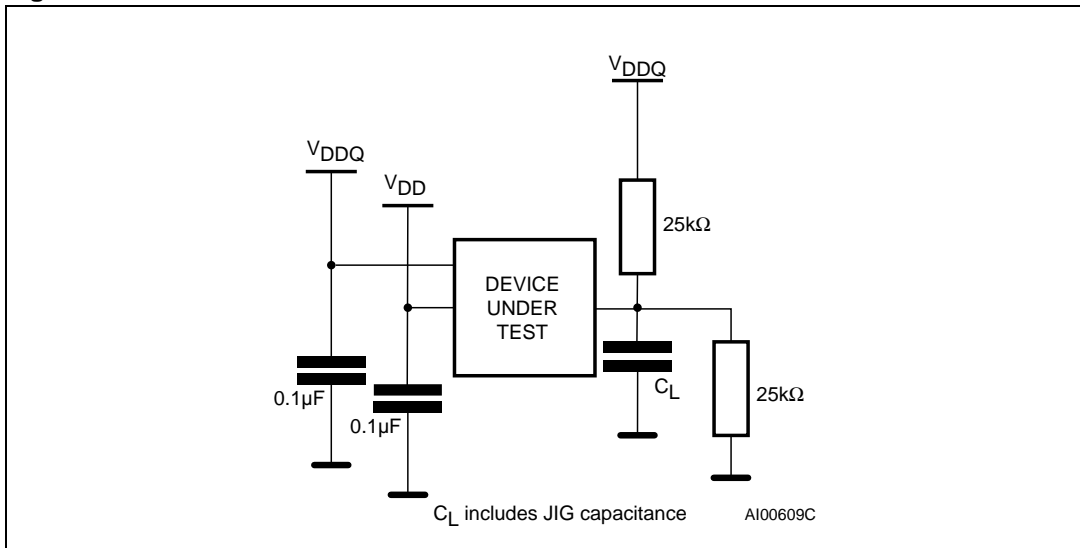 VDDQ
VDDQ
VDD
25kΩ
DEVICE
UNDER
TEST
0.1µF
0.1µF
CL
25kΩ
CL includes JIG capacitance
AI00609C